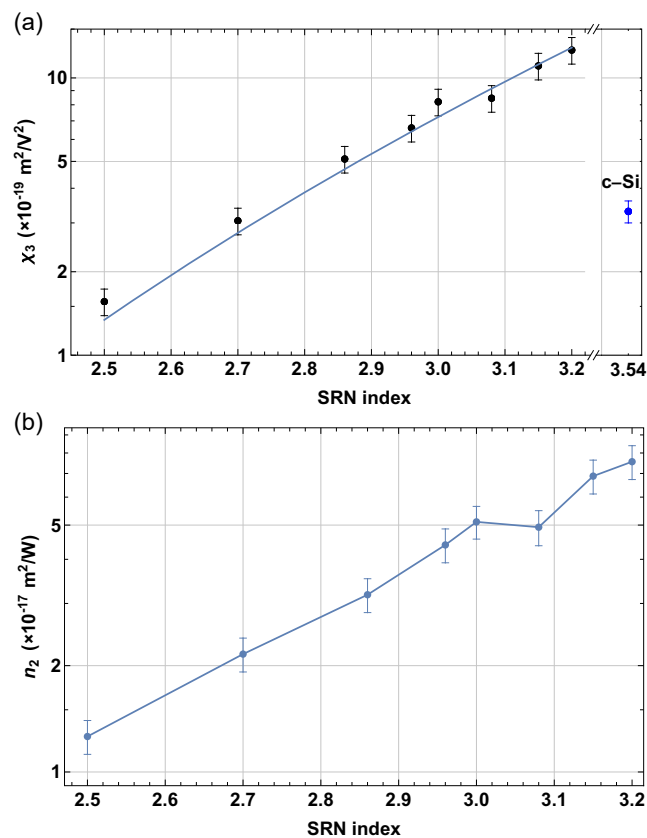 (a)
10
5
2
1
χ₃ (×10⁻¹⁹ m²/V²)
c–Si
2.5 2.6 2.7 2.8 2.9 3.0 3.1 3.2 3.54
SRN index
(b)
5
2
1
n₂ (×10⁻¹⁷ m²/W)
2.5 2.6 2.7 2.8 2.9 3.0 3.1 3.2
SRN index